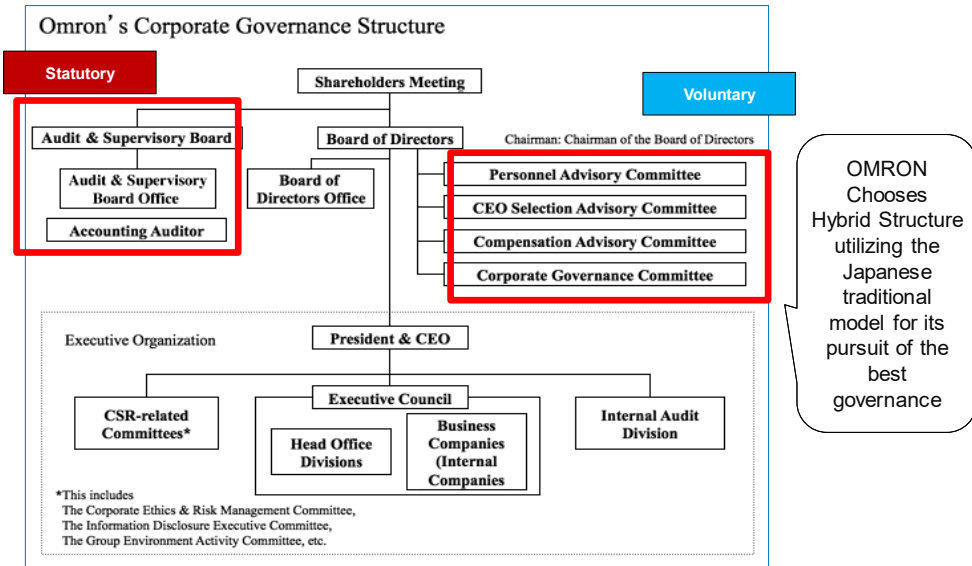 Omron's Corporate Governance Structure
Statutory
Voluntary
Shareholders Meeting
Audit & Supervisory Board
Board of Directors
Chairman: Chairman of the Board of Directors
Audit & Supervisory
Board Office
Accounting Auditor
Board of
Directors Office
Personnel Advisory Committee
CEO Selection Advisory Committee
Compensation Advisory Committee
Corporate Governance Committee
OMRON
Chooses
Hybrid Structure
utilizing the
Japanese
traditional
model for its
pursuit of the
best
governance
Executive Organization
President & CEO
CSR-related
Committees*
Executive Council
Head Office
Divisions
Business
Companies
(Internal
Companies
Internal Audit
Division
*This includes
The Corporate Ethics & Risk Management Committee,
The Information Disclosure Executive Committee,
The Group Environment Activity Committee, etc.